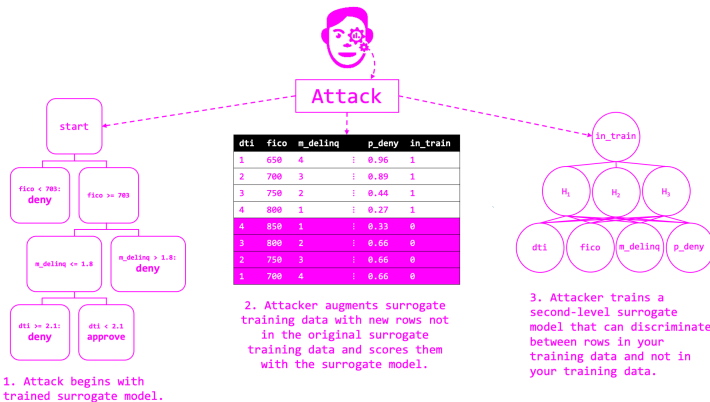 Attack
start
fico < 703:
deny
fico >= 703
m_delinq <= 1.8
m_delinq > 1.8:
deny
dti >= 2.1:
deny
dti < 2.1
approve
1. Attack begins with
trained surrogate model.
dti fico m_delinq p_deny in_train
1 650 4 ⋮ 0.96 1
2 700 3 ⋮ 0.89 1
3 750 2 ⋮ 0.44 1
4 800 1 ⋮ 0.27 1
4 850 1 ⋮ 0.33 0
3 800 2 ⋮ 0.66 0
2 750 3 ⋮ 0.66 0
1 700 4 ⋮ 0.66 0
2. Attacker augments surrogate
training data with new rows not
in the original surrogate
training data and scores them
with the surrogate model.
in_train
H₁ H₂ H₃
dti fico m_delinq p_deny
3. Attacker trains a
second-level surrogate
model that can discriminate
between rows in your
training data and not in
your training data.